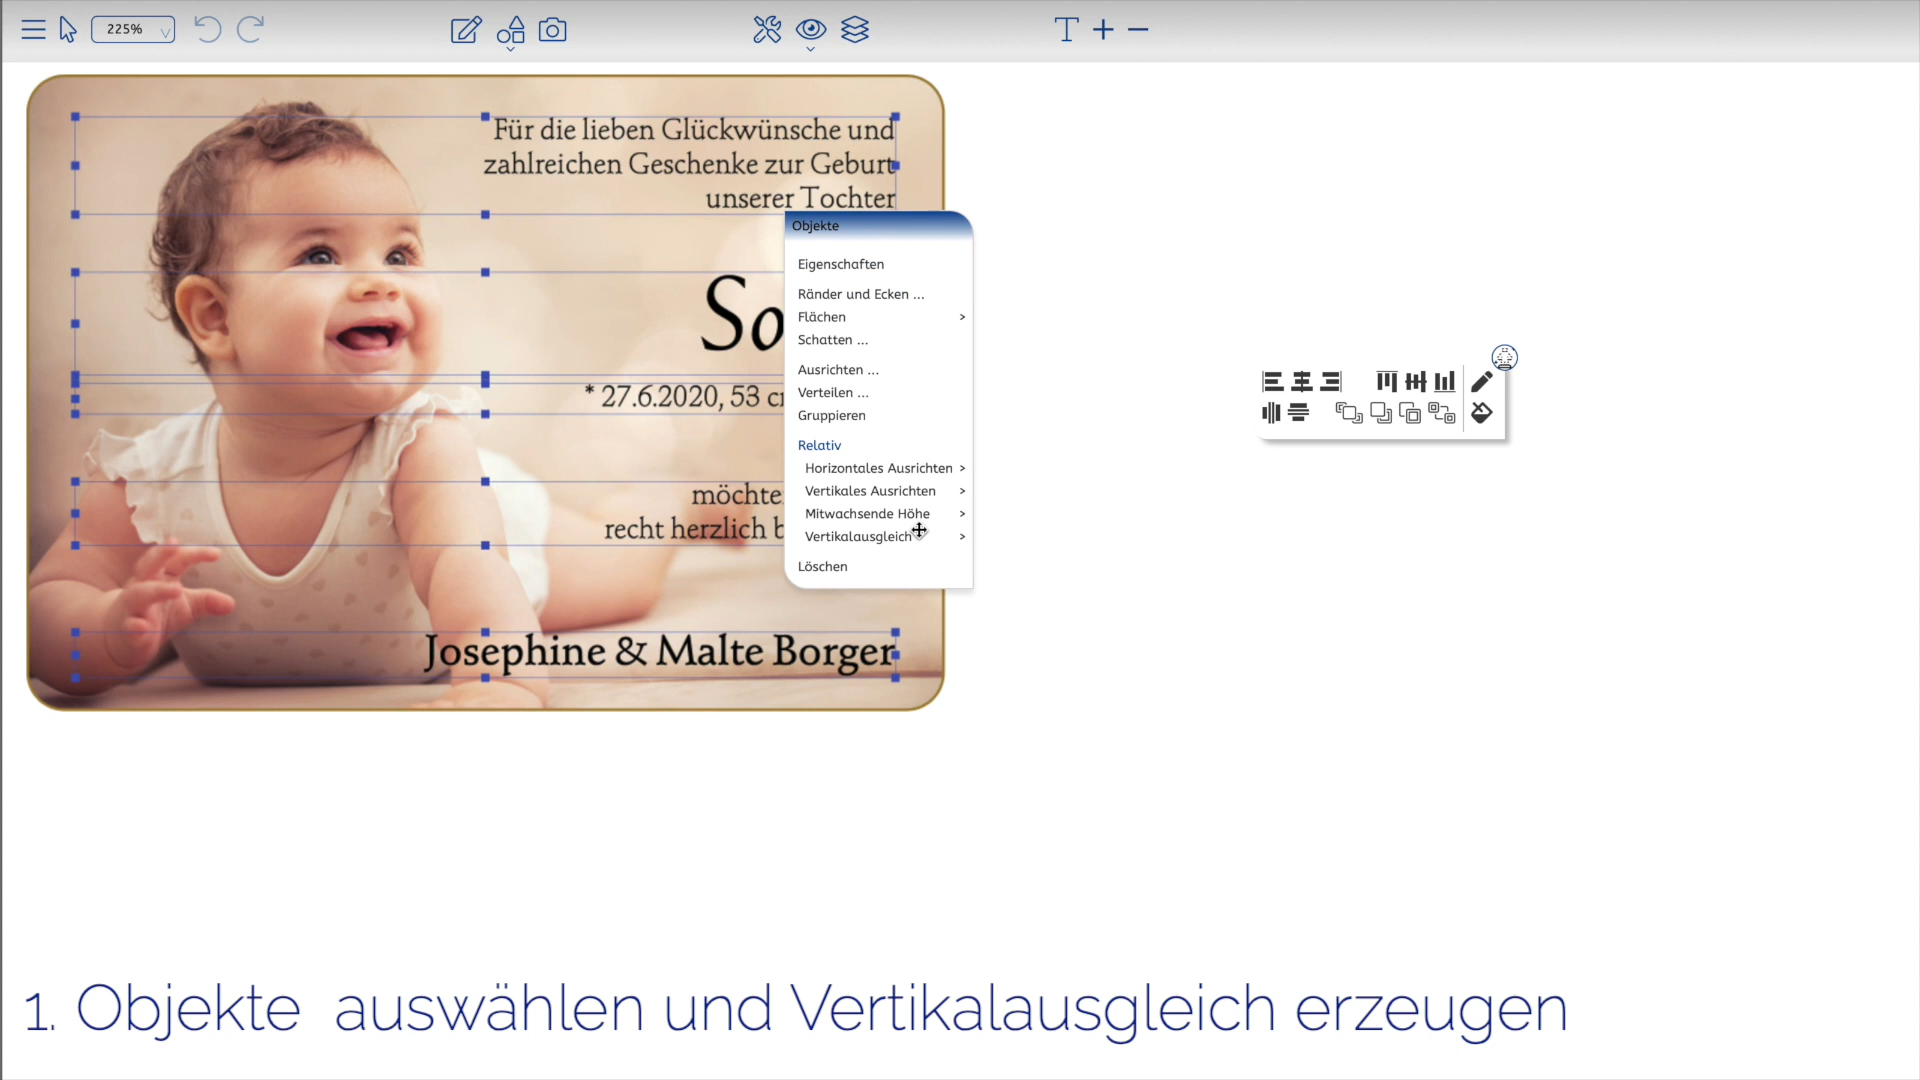 225%
Für die lieben Glückwünsche und
zahlreichen Geschenke zur Geburt
unserer Tochter
So
* 27.6.2020, 53
möchte
recht herzlich
Josephine & Malte Borger
Objekte
Eigenschaften
Ränder und Ecken ...
Flächen >
Schatten ...
Ausrichten ...
Verteilen ...
Gruppieren
Relativ
Horizontales Ausrichten >
Vertikales Ausrichten >
Mitwachsende Höhe >
Vertikalausgleich >
Löschen
1. Objekte auswählen und Vertikalausgleich erzeugen